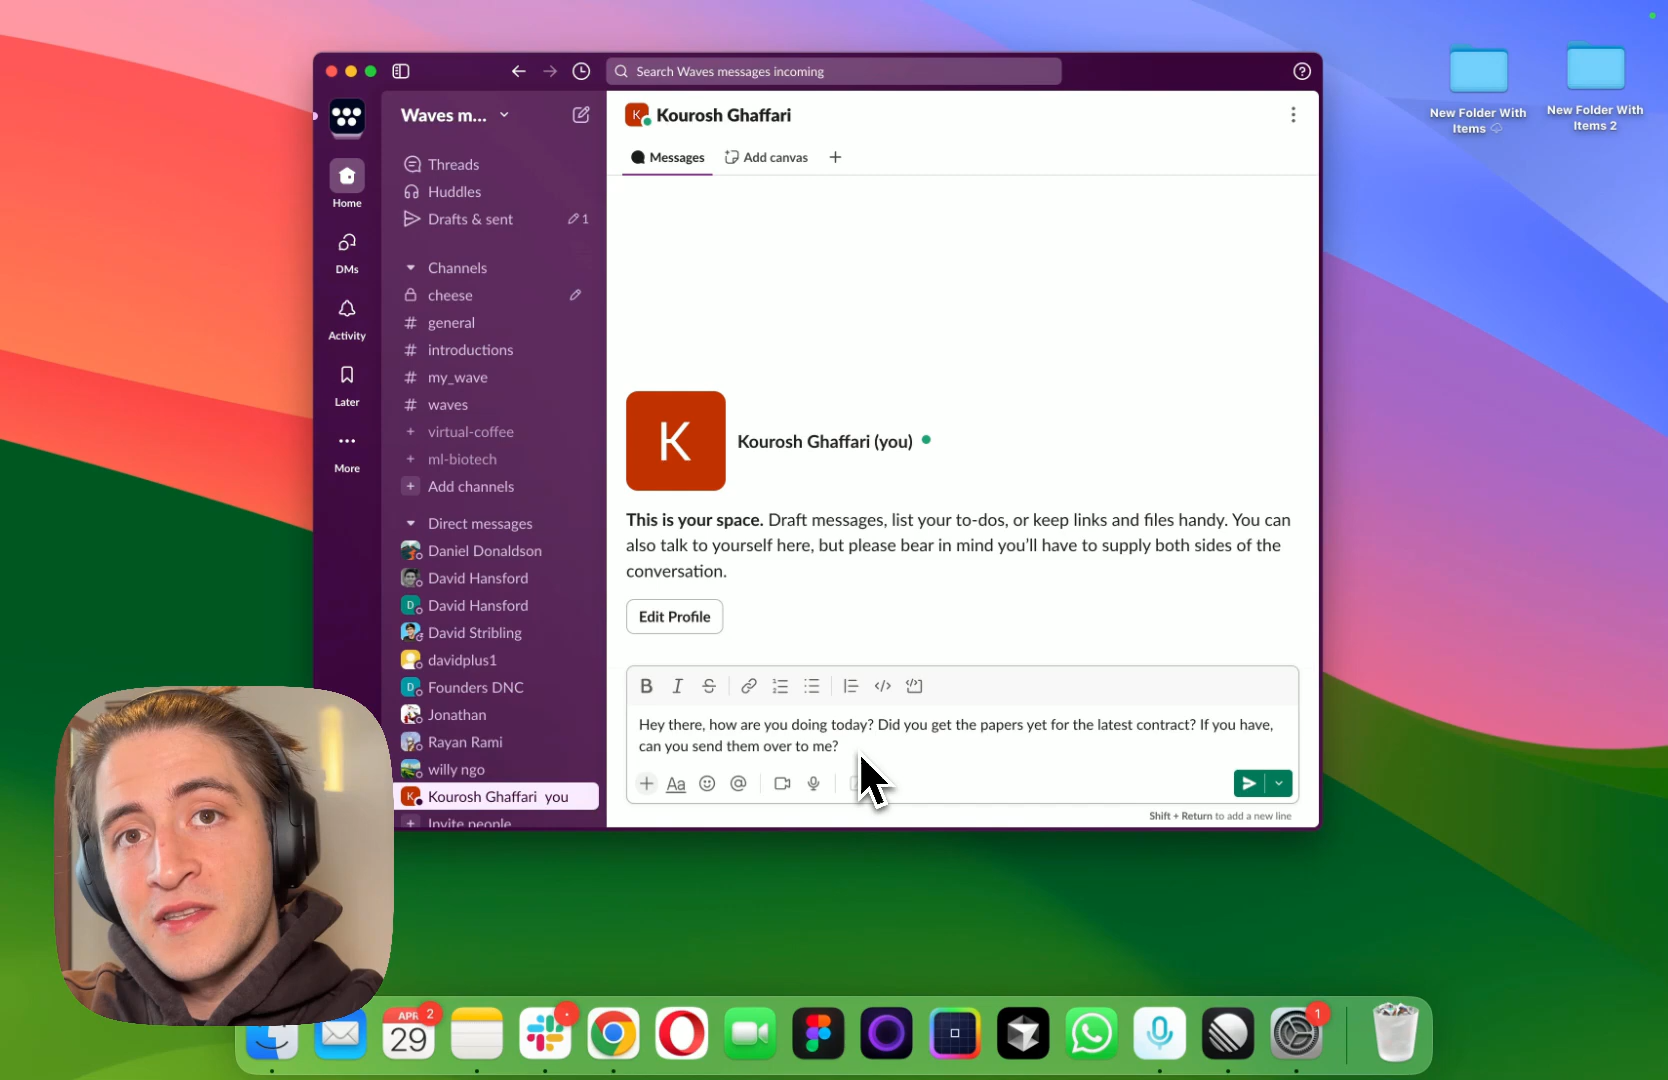 Search Waves messages incoming
New Folder With
Items
New Folder With
Items 2
Waves m...
Kourosh Ghaffari
Messages
Add canvas
Home
DMs
Activity
Later
More
Threads
Huddles
Drafts & sent
1
Channels
cheese
general
introductions
my_wave
waves
virtual-coffee
ml-biotech
Add channels
Direct messages
Daniel Donaldson
David Hansford
D
David Hansford
David Stribling
davidplus1
D
Founders DNC
Jonathan
Rayan Rami
willy ngo
K
Kourosh Ghaffari you
Invite people
K
K
Kourosh Ghaffari (you)
This is your space. Draft messages, list your to-dos, or keep links and files handy. You can
also talk to yourself here, but please bear in mind you'll have to supply both sides of the
conversation.
Edit Profile
B I S
Hey there, how are you doing today? Did you get the papers yet for the latest contract? If you have,
can you send them over to me?
Aa
Shift + Return to add a new line
APR
29
2
1